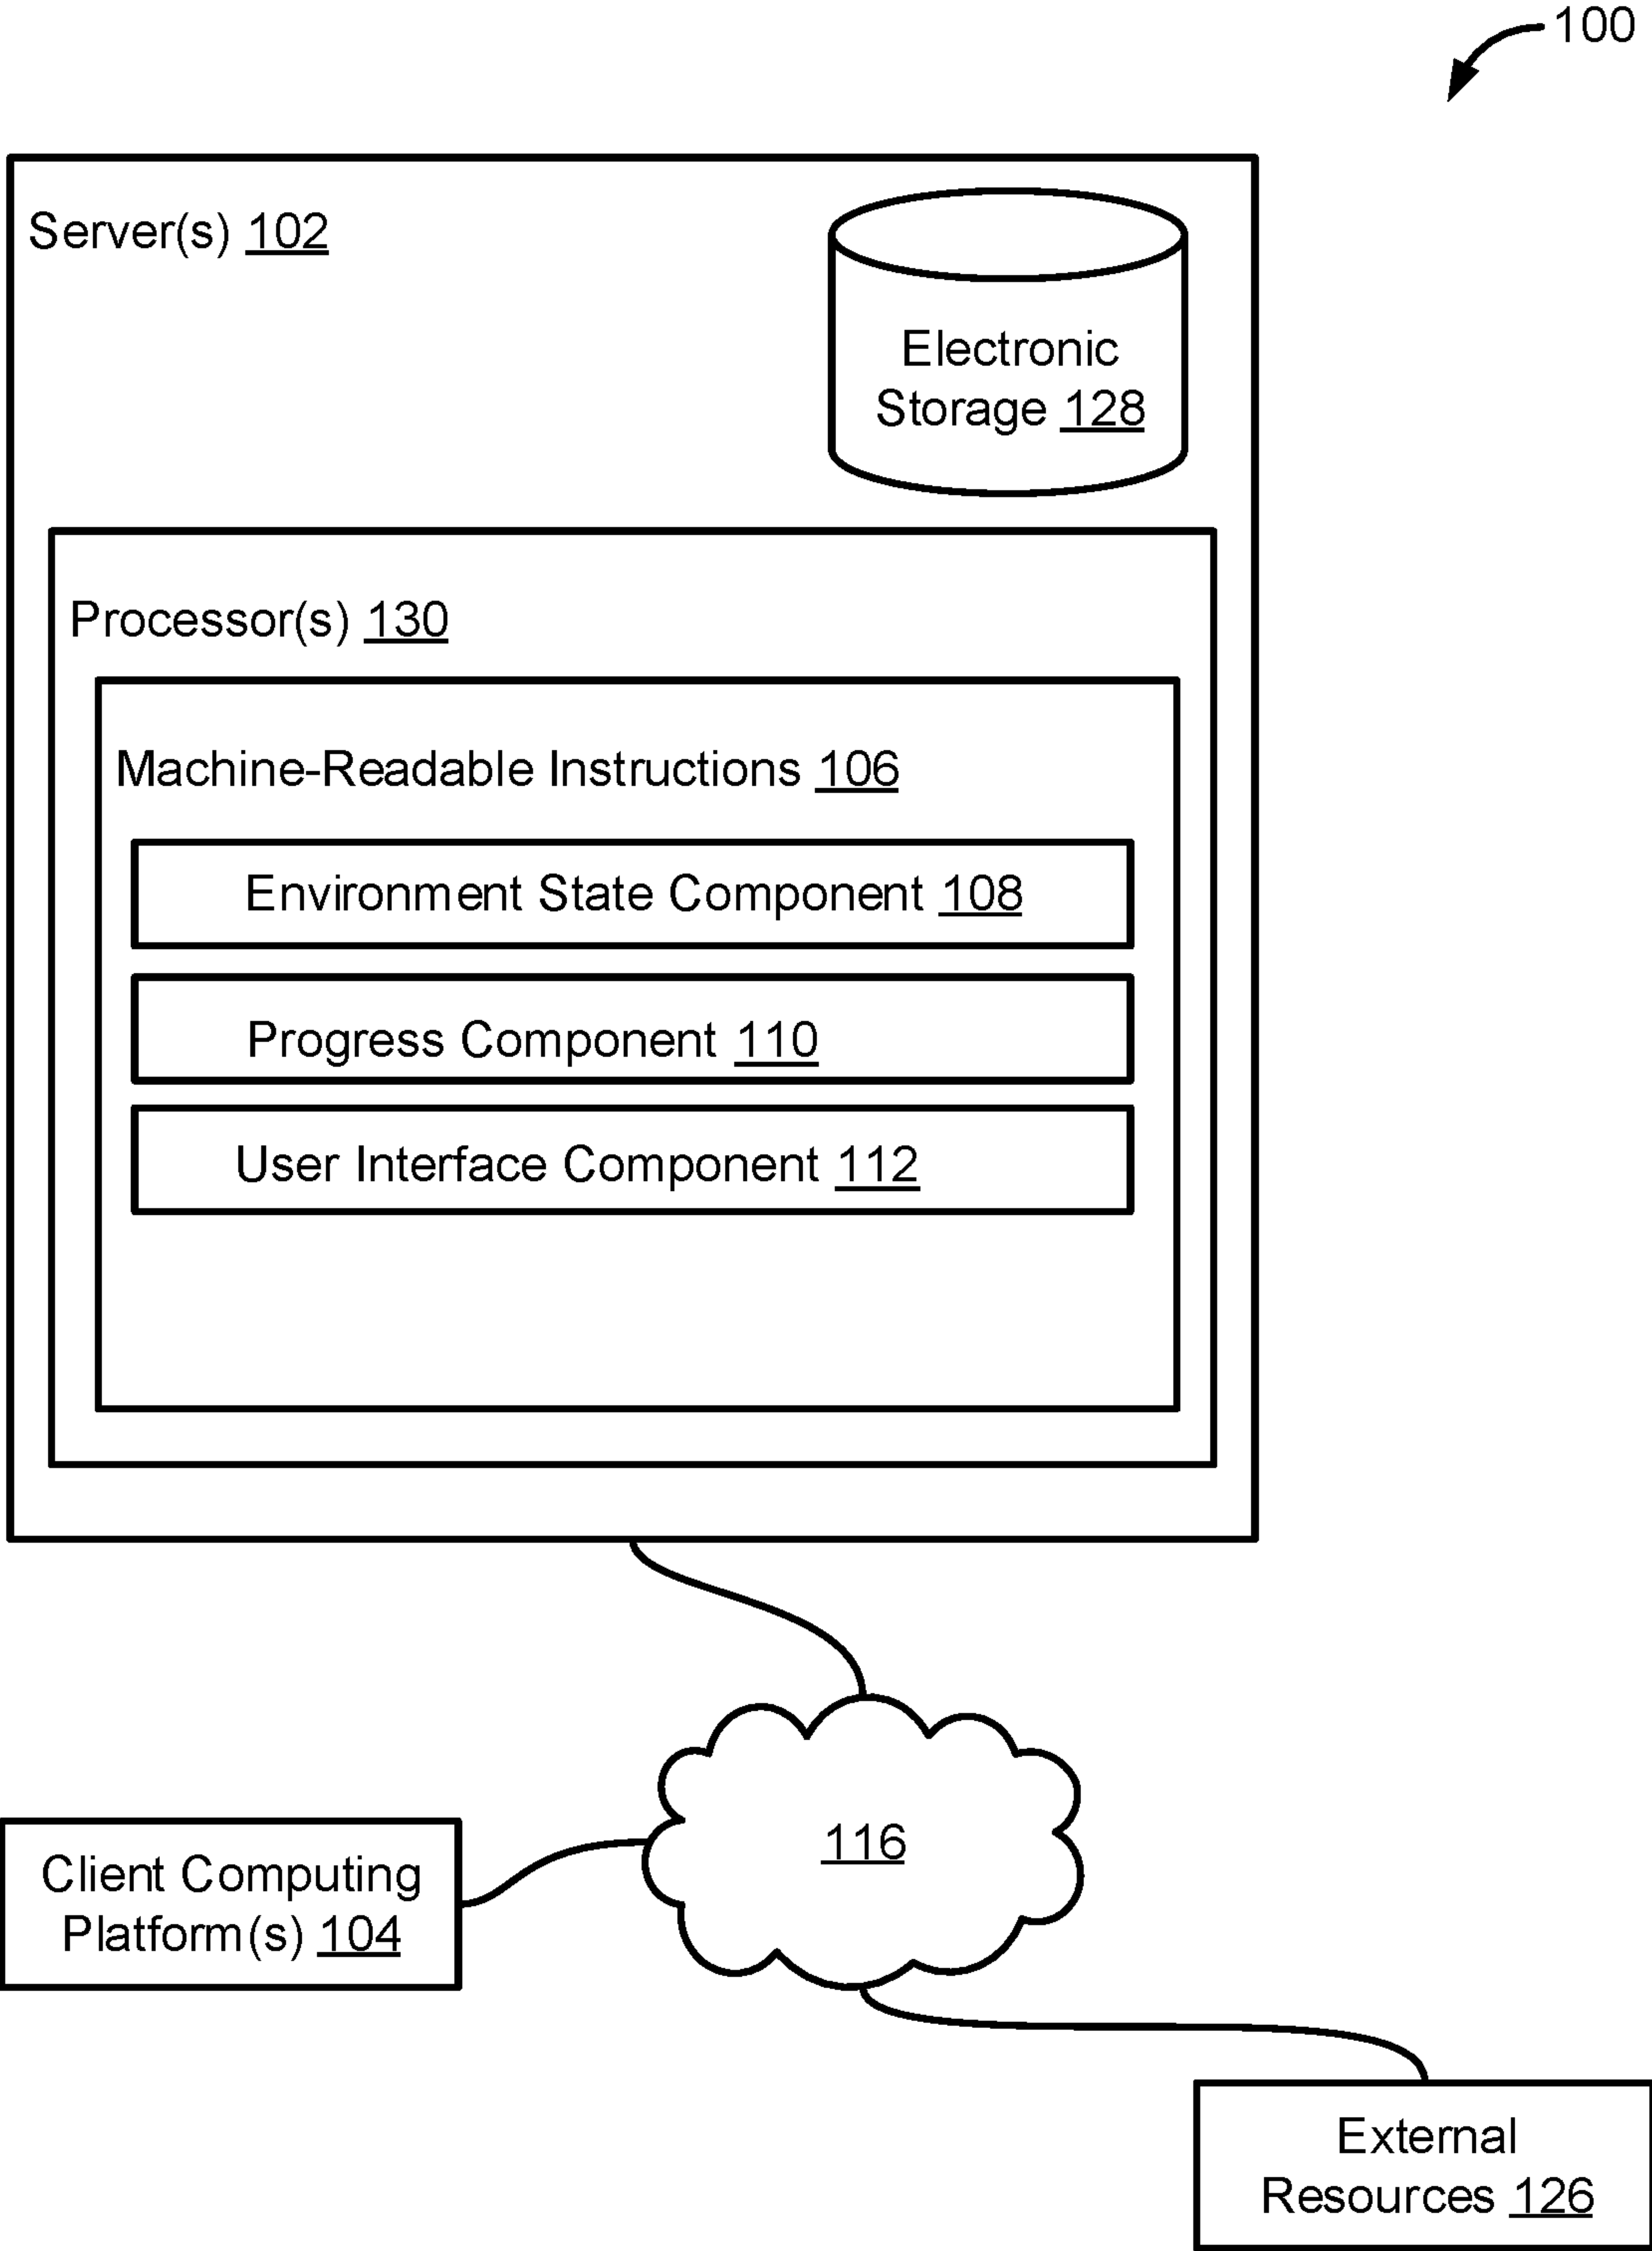 100
Server(s) 102
Electronic
Storage 128
Processor(s) 130
Machine-Readable Instructions 106
Environment State Component 108
Progress Component 110
User Interface Component 112
116
Client Computing
Platform(s) 104
External
Resources 126